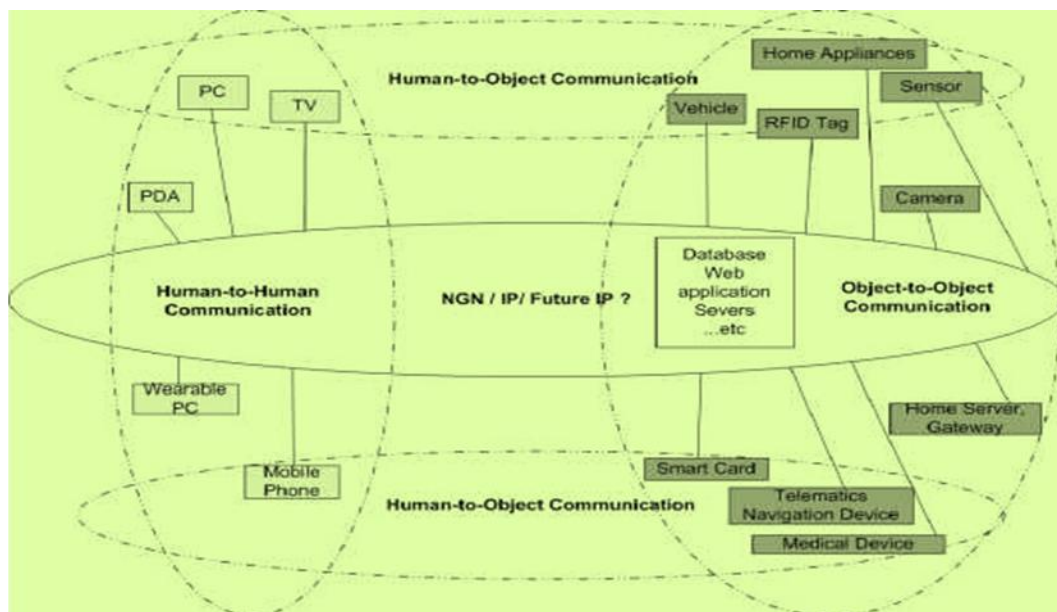 Human-to-Object Communication
Home Appliances
PC
TV
Vehicle
Sensor
RFID Tag
PDA
Camera
Human-to-Human
Communication
NGN / IP/ Future IP ?
Database
Web
application
Severs
...etc
Object-to-Object
Communication
Wearable
PC
Mobile
Phone
Smart Card
Home Server,
Gateway
Human-to-Object Communication
Telematics
Navigation Device
Medical Device